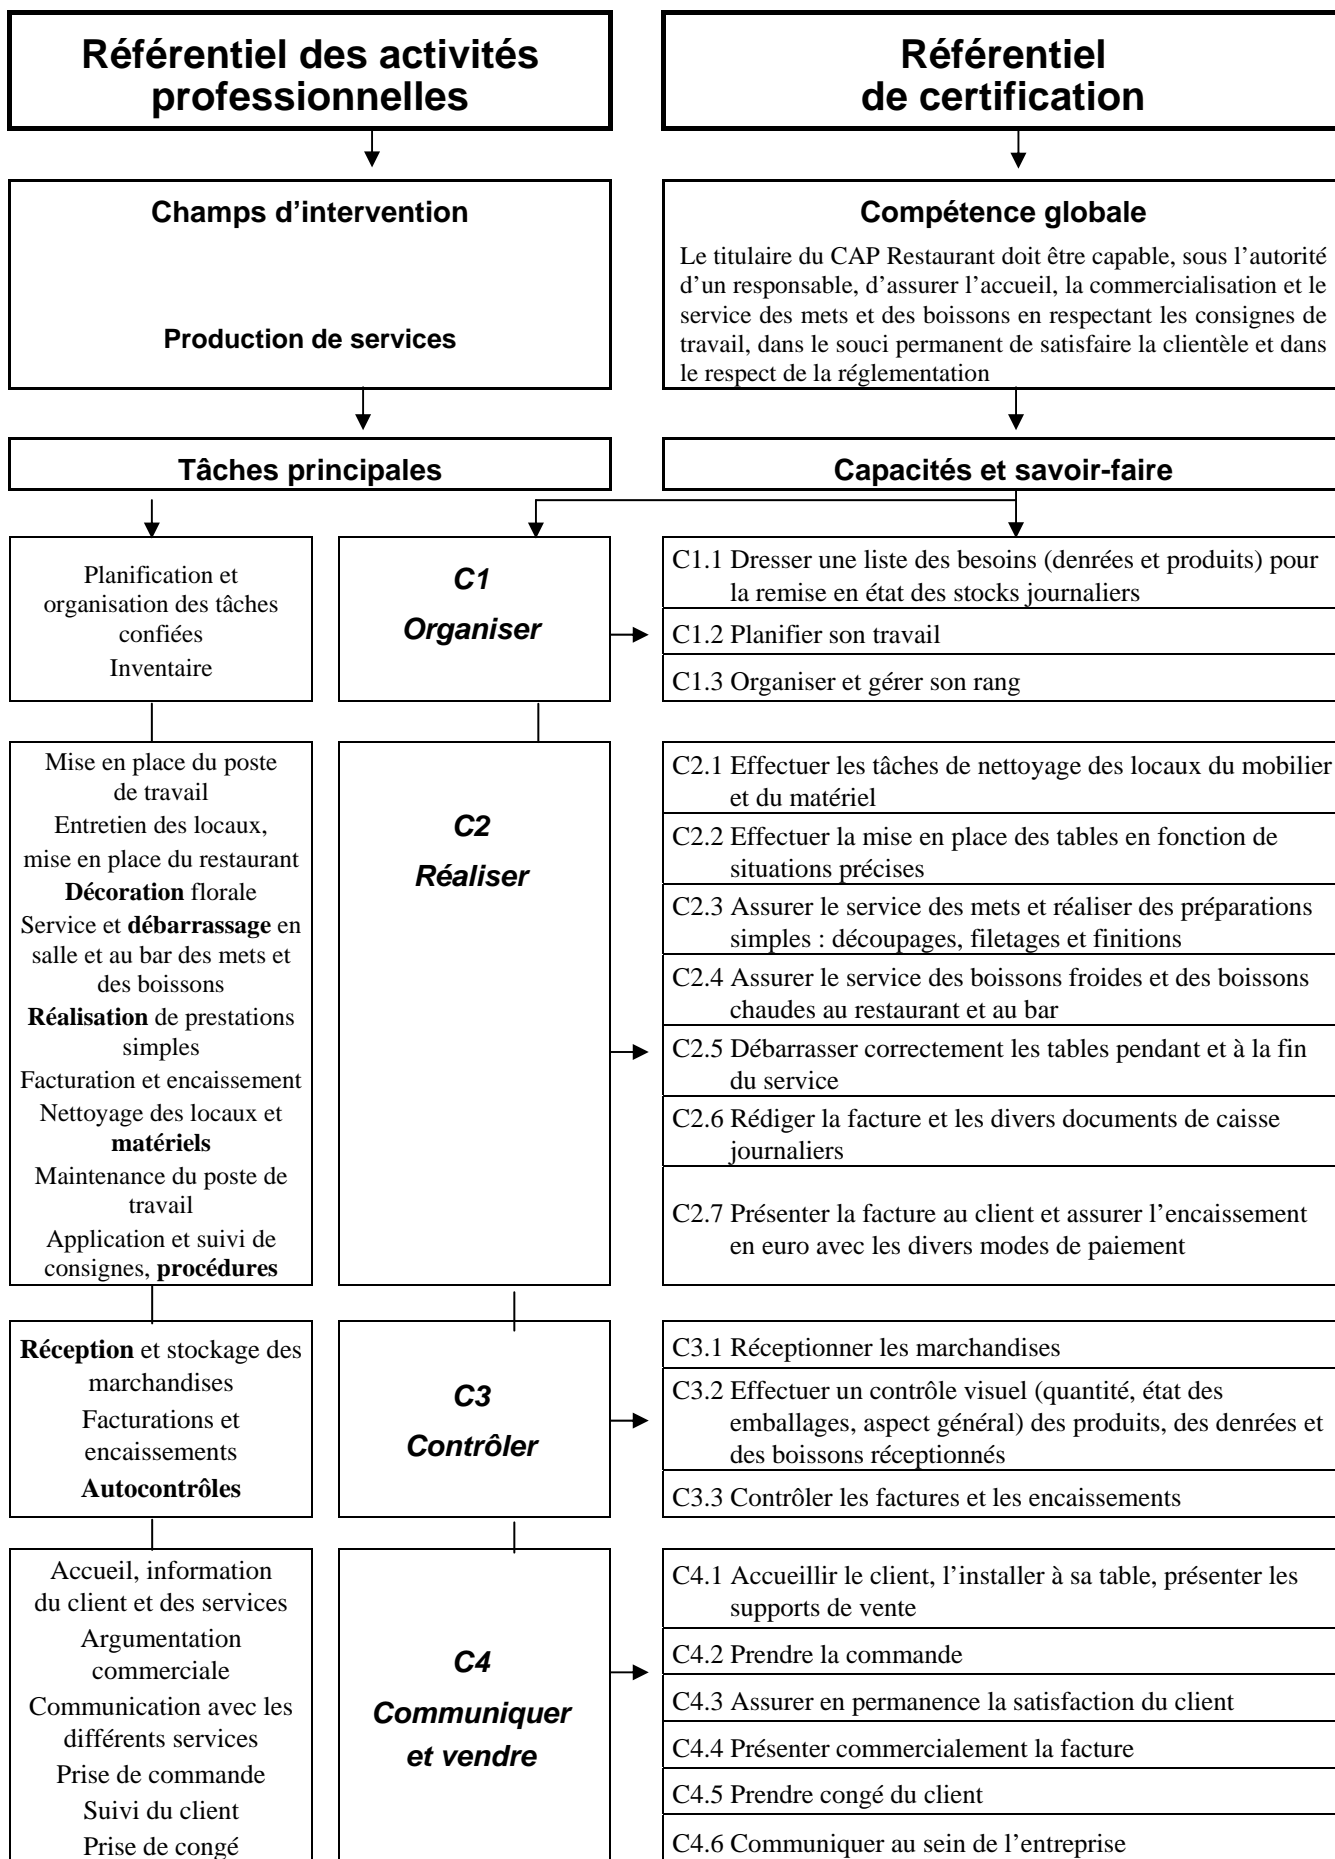 Référentiel des activités
professionnelles
Référentiel
de certification
Champs d’intervention
Production de services
Compétence globale
Le titulaire du CAP Restaurant doit être capable, sous l’autorité
d’un responsable, d’assurer l’accueil, la commercialisation et le
service des mets et des boissons en respectant les consignes de
travail, dans le souci permanent de satisfaire la clientèle et dans
le respect de la réglementation
Tâches principales
Capacités et savoir-faire
Planification et
organisation des tâches
confiées
Inventaire
C1
Organiser
C1.1 Dresser une liste des besoins (denrées et produits) pour
la remise en état des stocks journaliers
C1.2 Planifier son travail
C1.3 Organiser et gérer son rang
Mise en place du poste
de travail
Entretien des locaux,
mise en place du restaurant
Décoration florale
Service et débarrassage en
salle et au bar des mets et
des boissons
Réalisation de prestations
simples
Facturation et encaissement
Nettoyage des locaux et
matériels
Maintenance du poste de
travail
Application et suivi de
consignes, procédures
C2
Réaliser
C2.1 Effectuer les tâches de nettoyage des locaux du mobilier
et du matériel
C2.2 Effectuer la mise en place des tables en fonction de
situations précises
C2.3 Assurer le service des mets et réaliser des préparations
simples : découpages, filetages et finitions
C2.4 Assurer le service des boissons froides et des boissons
chaudes au restaurant et au bar
C2.5 Débarrasser correctement les tables pendant et à la fin
du service
C2.6 Rédiger la facture et les divers documents de caisse
journaliers
C2.7 Présenter la facture au client et assurer l’encaissement
en euro avec les divers modes de paiement
Réception et stockage des
marchandises
Facturations et
encaissements
Autocontrôles
C3
Contrôler
C3.1 Réceptionner les marchandises
C3.2 Effectuer un contrôle visuel (quantité, état des
emballages, aspect général) des produits, des denrées et
des boissons réceptionnés
C3.3 Contrôler les factures et les encaissements
Accueil, information
du client et des services
Argumentation
commerciale
Communication avec les
différents services
Prise de commande
Suivi du client
Prise de congé
C4
Communiquer
et vendre
C4.1 Accueillir le client, l’installer à sa table, présenter les
supports de vente
C4.2 Prendre la commande
C4.3 Assurer en permanence la satisfaction du client
C4.4 Présenter commercialement la facture
C4.5 Prendre congé du client
C4.6 Communiquer au sein de l’entreprise